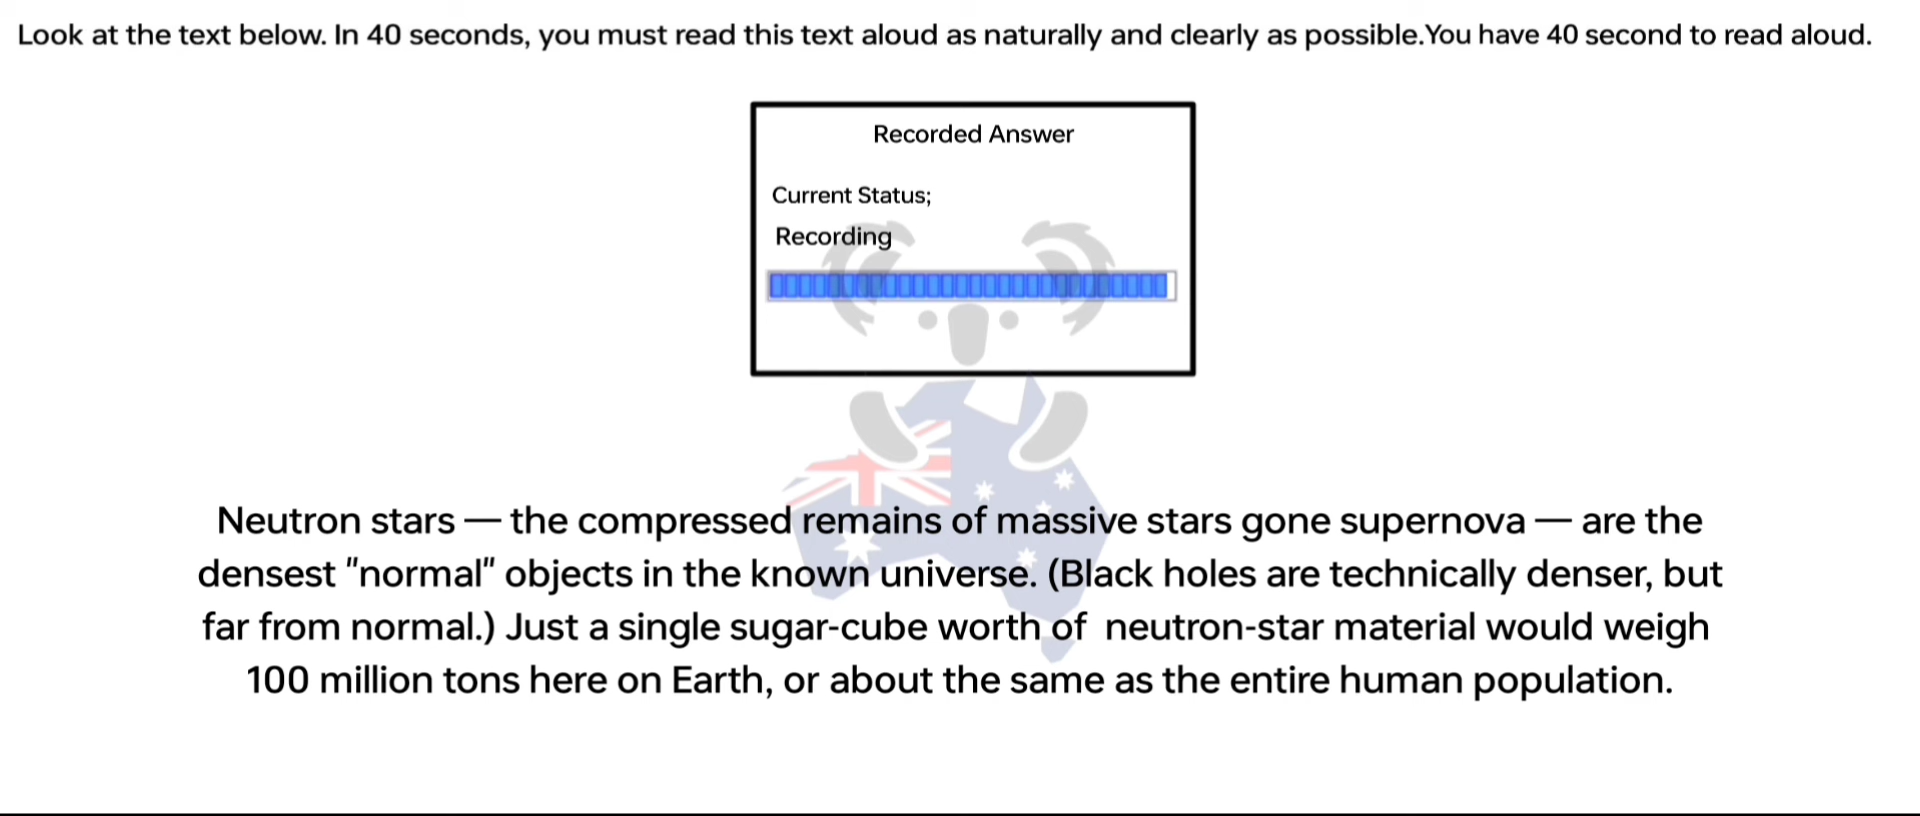 Look at the text below. In 40 seconds, you must read this text aloud as naturally and clearly as possible.You have 40 second to read aloud.
Recorded Answer
Current Status;
Recording
Neutron stars — the compressed remains of massive stars gone supernova — are the
densest "normal" objects in the known universe. (Black holes are technically denser, but
far from normal.) Just a single sugar-cube worth of neutron-star material would weigh
100 million tons here on Earth, or about the same as the entire human population.